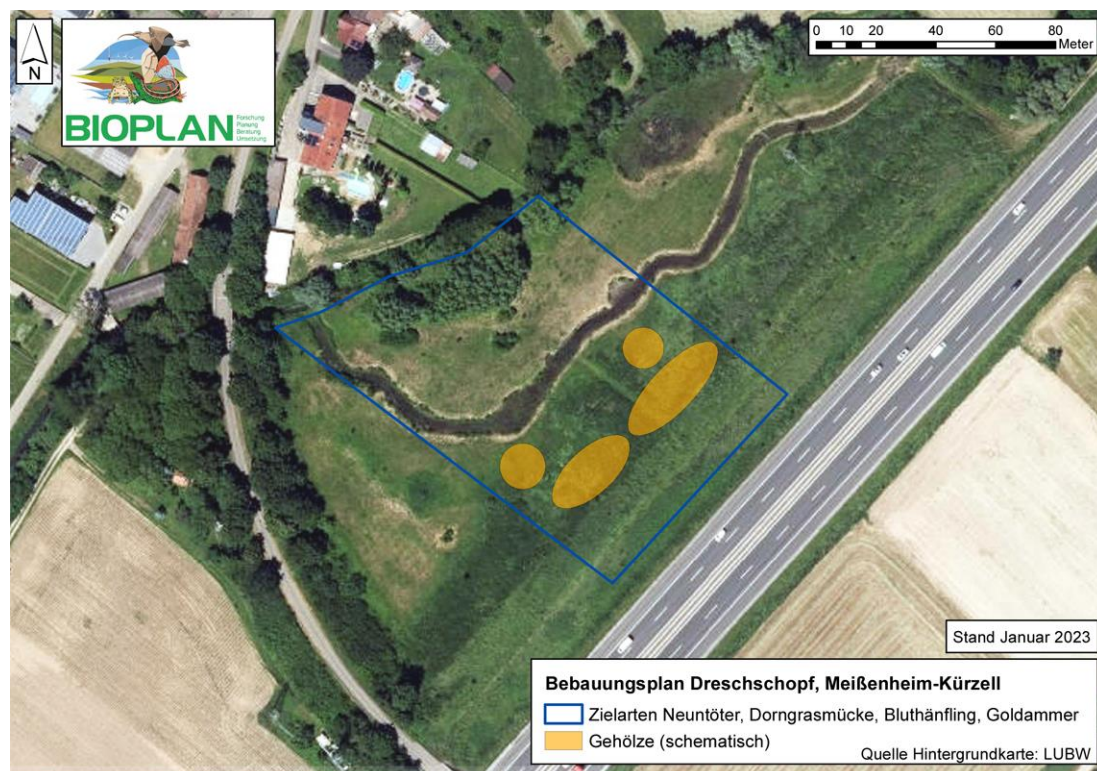 N
BIOPLAN
Forschung
Planung
Beratung
Umsetzung
0 10 20 40 60 80
Meter
Stand Januar 2023
Bebauungsplan Dreschschopf, Meißenheim-Kürzell
Zielarten Neuntöter, Dorngrasmücke, Bluthänfling, Goldammer
Gehölze (schematisch)
Quelle Hintergrundkarte: LUBW